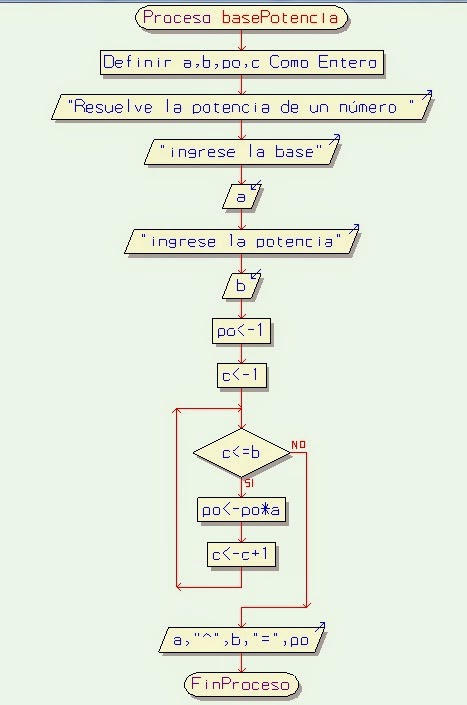 Proceso basePotencia
Definir a,b,po,c Como Entero
"Resuelve la potencia de un número "
"ingrese la base"
a
"ingrese la potencia"
b
po<-1
c<-1
c<=b
NO
SI
po<-po*a
c<-c+1
a,"^",b,"=",po
FinProceso